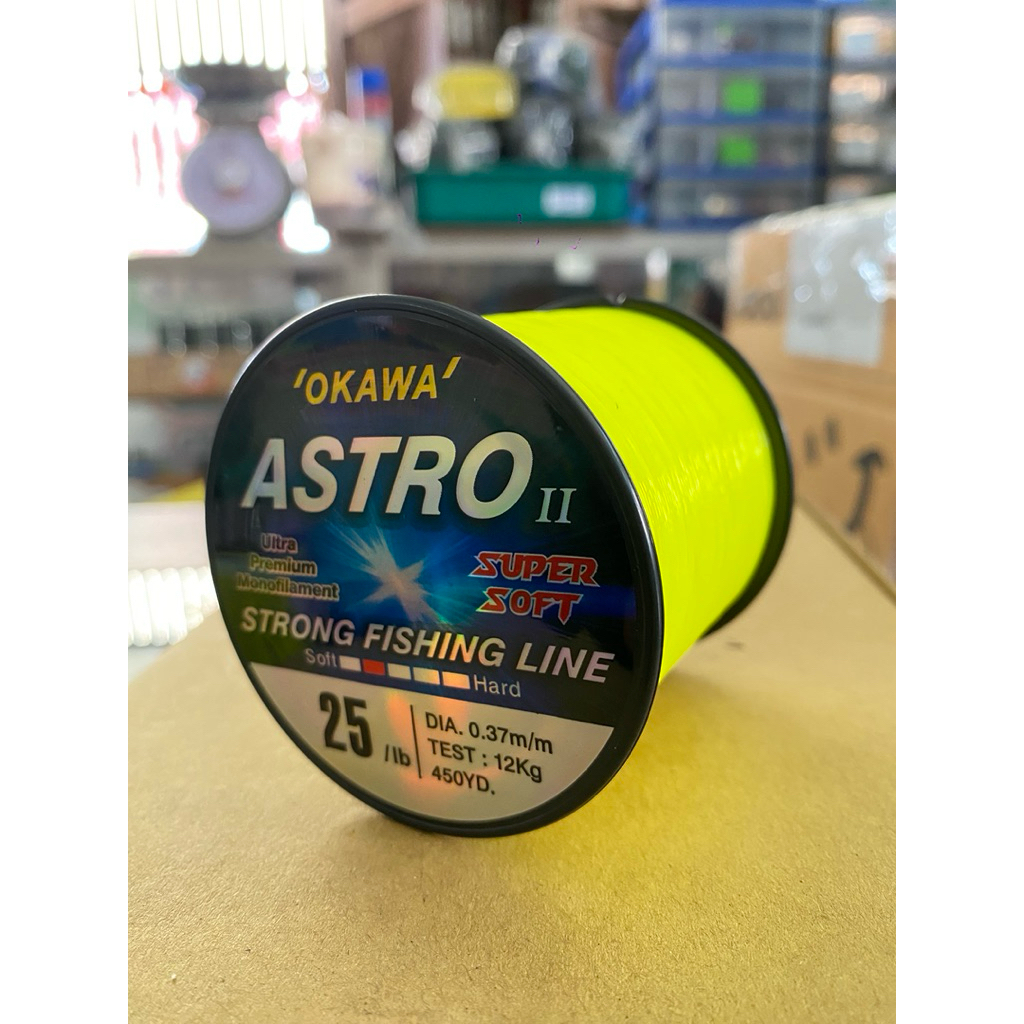 'OKAWA'
ASTRO II
Ultra
Premium
Monofilament
SUPER
SOFT
STRONG FISHING LINE
Soft Hard
25 /lb
DIA. 0.37m/m
TEST : 12Kg
450YD.